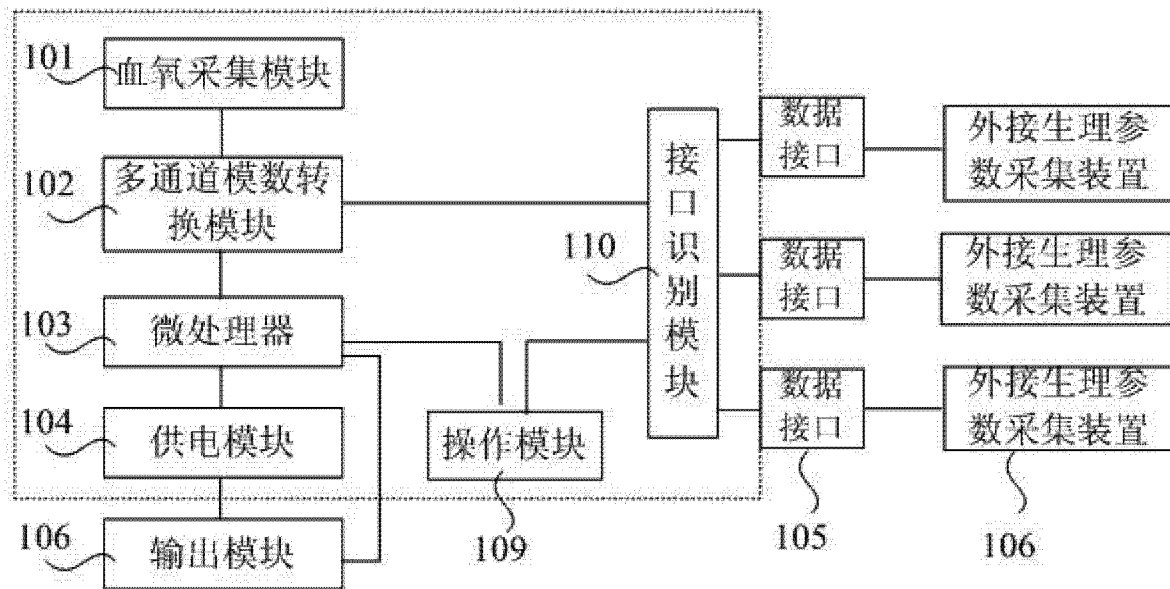 101
血氧采集模块
102
多通道模数转
换模块
103
微处理器
104
供电模块
106
输出模块
操作模块
109
110
接
口
识
别
模
块
数据
接口
外接生理参
数采集装置
数据
接口
外接生理参
数采集装置
数据
接口
外接生理参
数采集装置
105
106